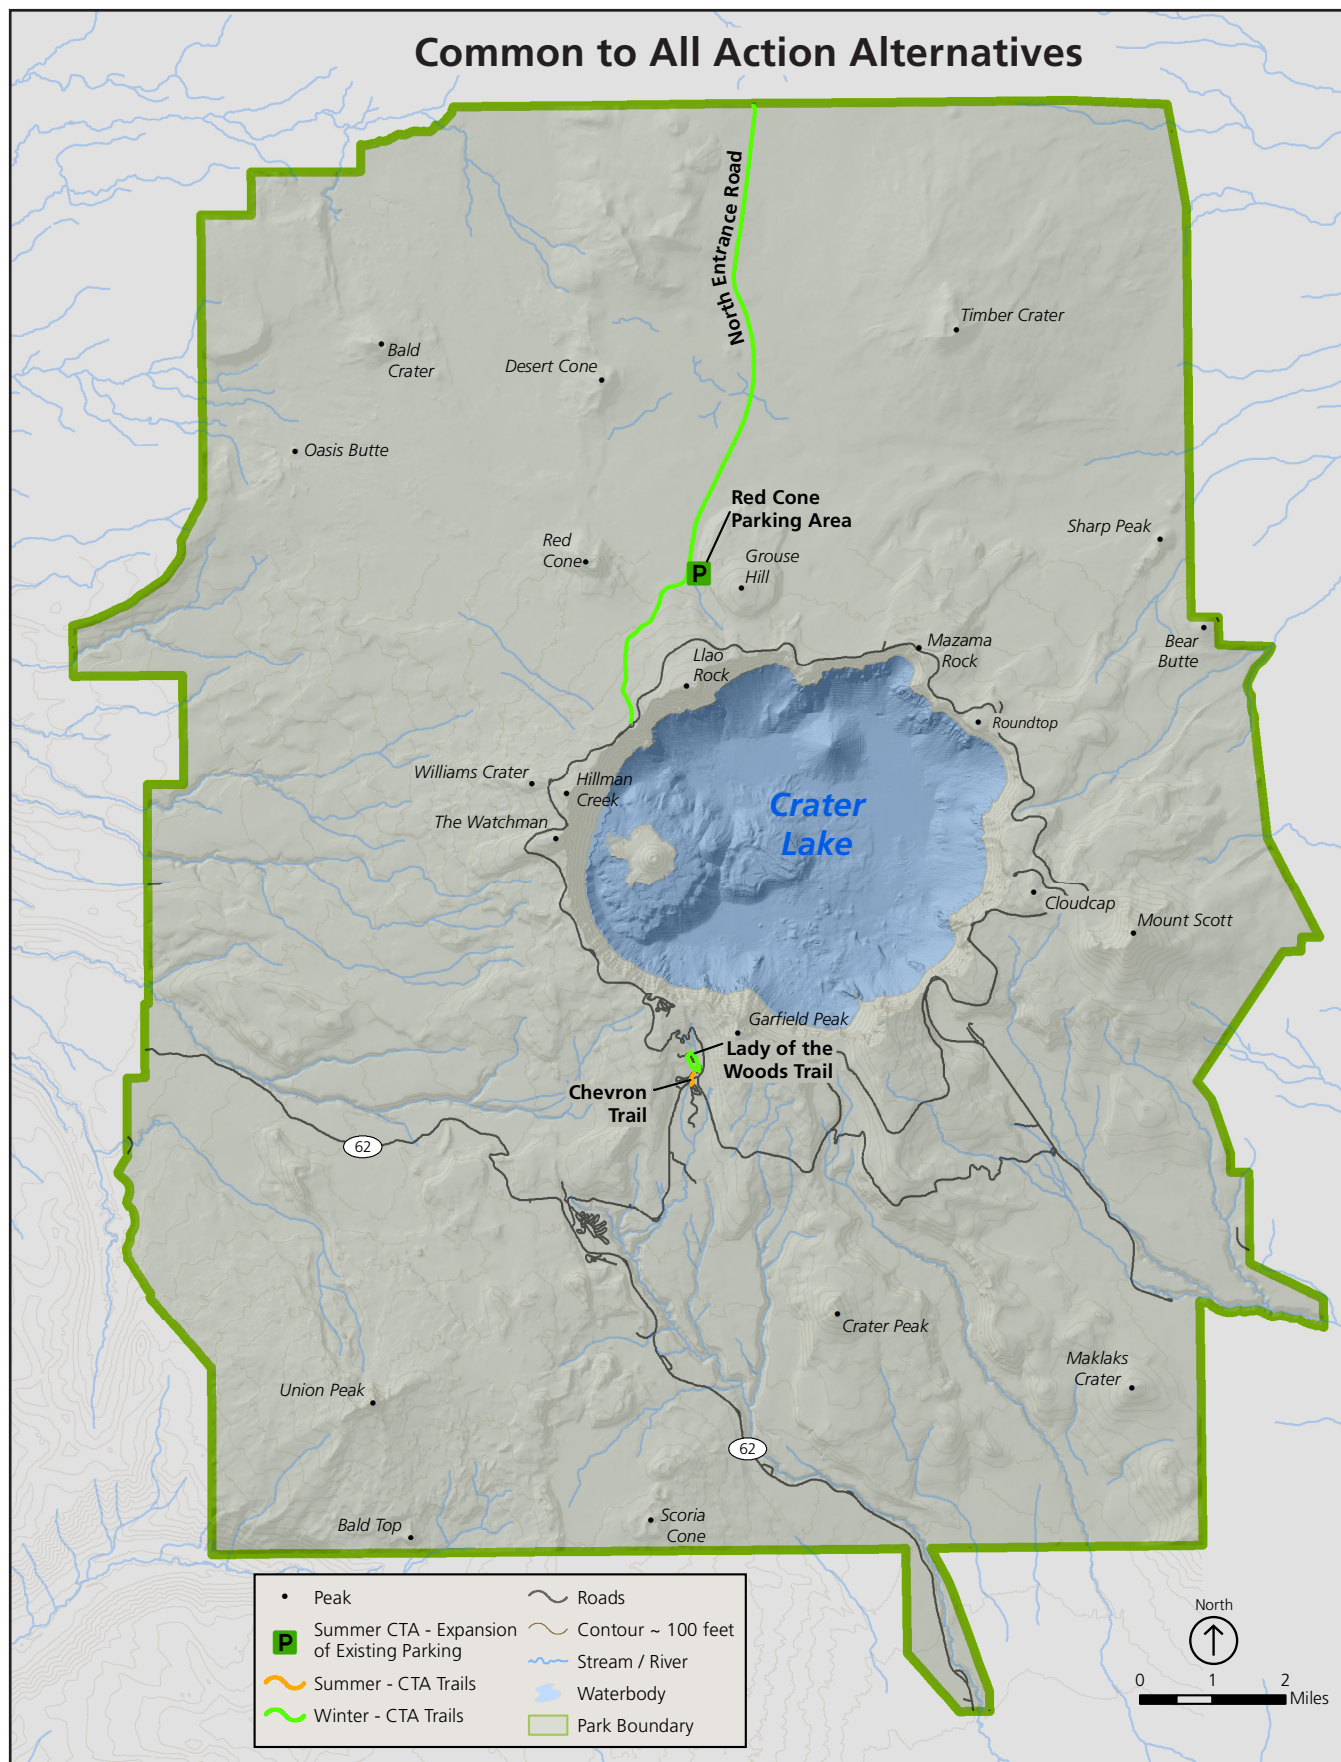 Common to All Action Alternatives
North Entrance Road
Timber Crater
Bald
Crater
Desert Cone
Oasis Butte
Red Cone
Parking Area
Sharp Peak
Red
Cone
P
Grouse
Hill
Bear
Butte
Mazama
Rock
Llao
Rock
Roundtop
Williams Crater
Hillman
Creek
The Watchman
Crater
Lake
Cloudcap
Mount Scott
Garfield Peak
Lady of the
Woods Trail
Chevron
Trail
62
Crater Peak
Maklaks
Crater
Union Peak
62
Scoria
Cone
Bald Top
Peak
P
Summer CTA - Expansion
of Existing Parking
Summer - CTA Trails
Winter - CTA Trails
Roads
Contour ~ 100 feet
Stream / River
Waterbody
Park Boundary
North
0 1 2
Miles